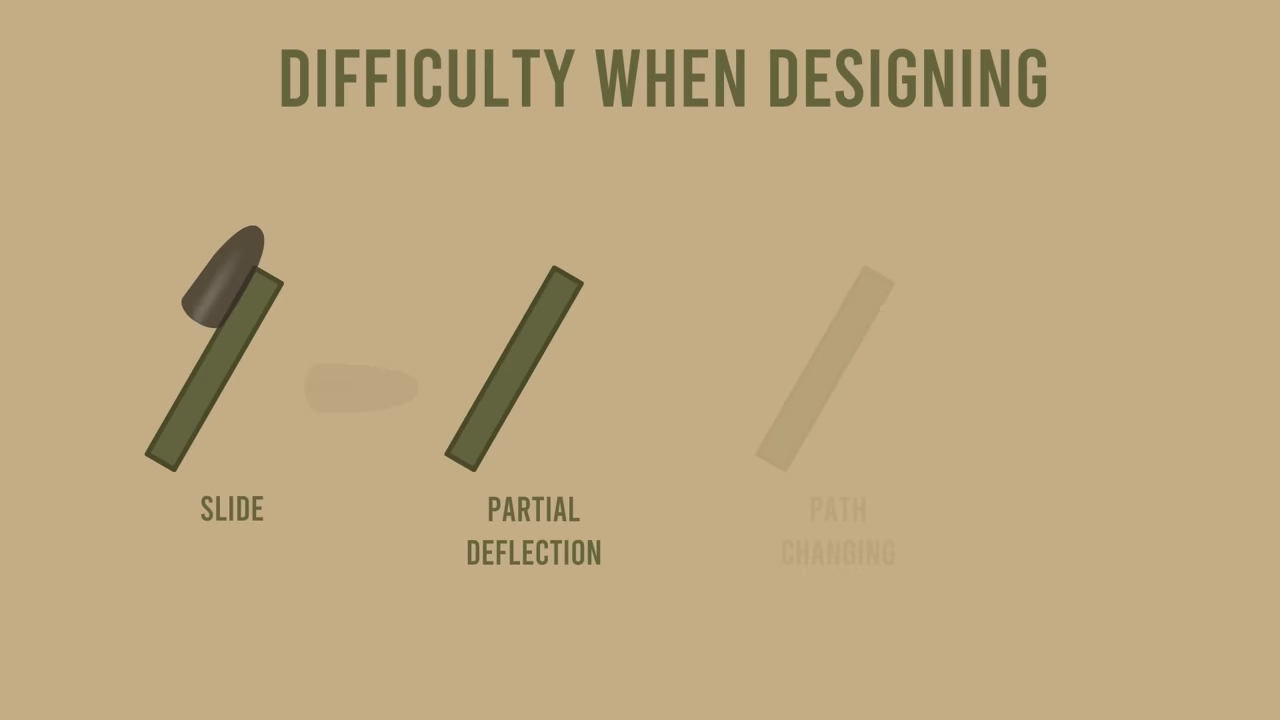 DIFFICULTY WHEN DESIGNING
SLIDE
PARTIAL
DEFLECTION
PATH
CHANGING